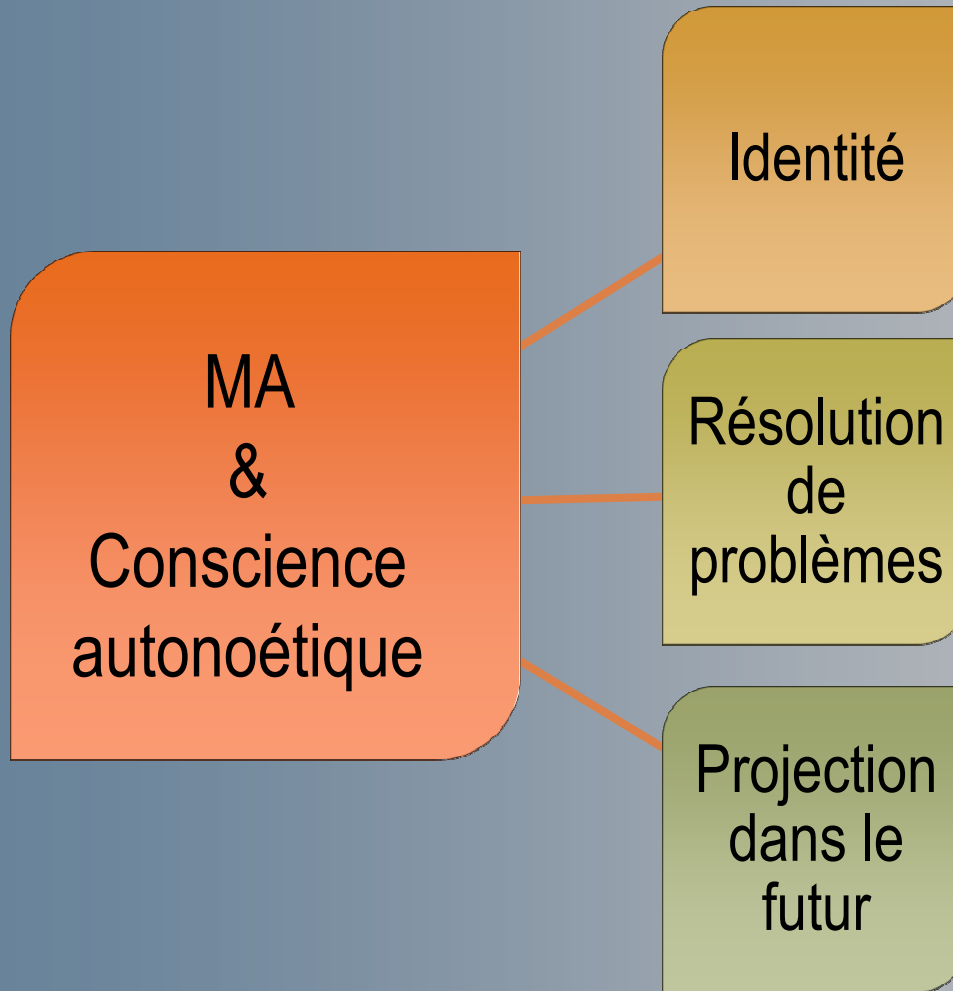 MA
&
Conscience
autonoétique
Identité
Résolution
de
problèmes
Projection
dans le
futur